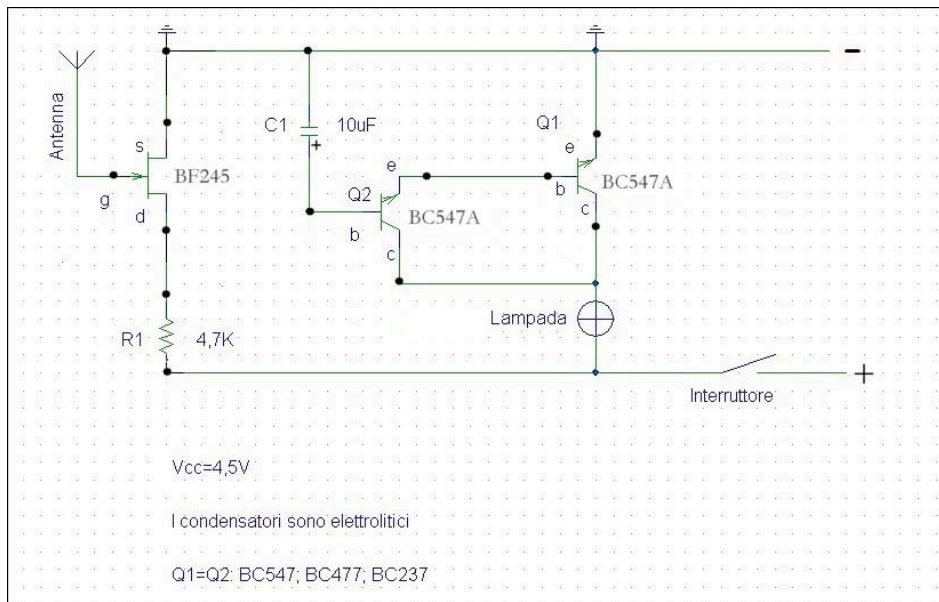 -
Antenna
s
BF245
g
d
C1
10uF
+
Q1
e
b
BC547A
c
e
Q2
BC547A
b
c
R1
4,7K
Lampada
+
Interruttore
Vcc=4,5V
I condensatori sono elettrolitici
Q1=Q2: BC547; BC477; BC237